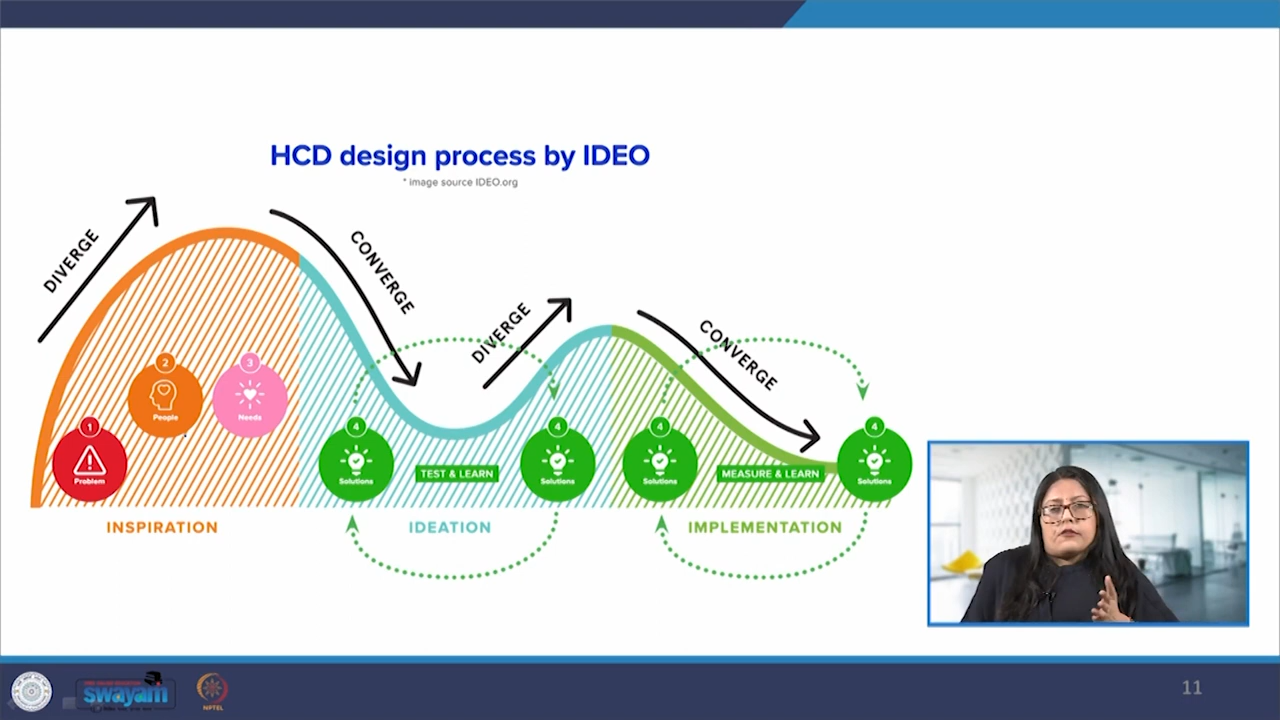 HCD design process by IDEO
* image source IDEO.org
DIVERGE
CONVERGE
DIVERGE
CONVERGE
1
Problem
2
People
3
Needs
4
Solutions
TEST & LEARN
4
Solutions
4
Solutions
MEASURE & LEARN
4
Solutions
INSPIRATION
IDEATION
IMPLEMENTATION
swayam
NPTEL
11